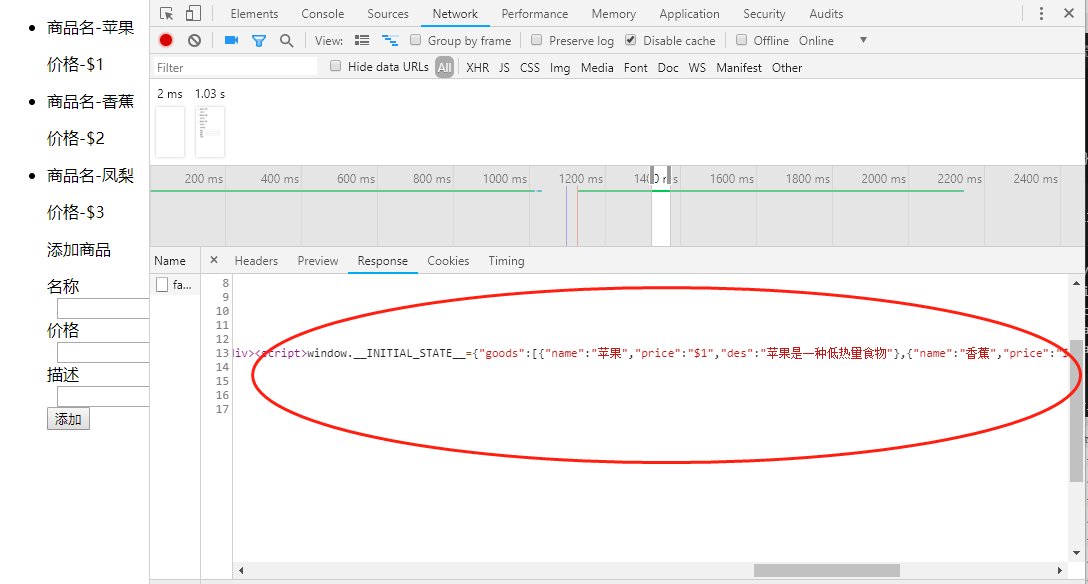 商品名-苹果
价格-$1
商品名-香蕉
价格-$2
商品名-凤梨
价格-$3
添加商品
名称
价格
描述
添加
Elements Console Sources Network Performance Memory Application Security Audits
View: Group by frame Preserve log Disable cache Offline Online
Filter Hide data URLs All XHR JS CSS Img Media Font Doc WS Manifest Other
2 ms 1.03 s
200 ms 400 ms 600 ms 800 ms 1000 ms 1200 ms 1400 ms 1600 ms 1800 ms 2000 ms 2200 ms 2400 ms
Name × Headers Preview Response Cookies Timing
fa...
8
9
10
11
12
13 div><script>window.__INITIAL_STATE__={"goods":[{"name":"苹果","price":"$1","des":"苹果是一种低热量食物"},{"name":"香蕉","price":"
14
15
16
17